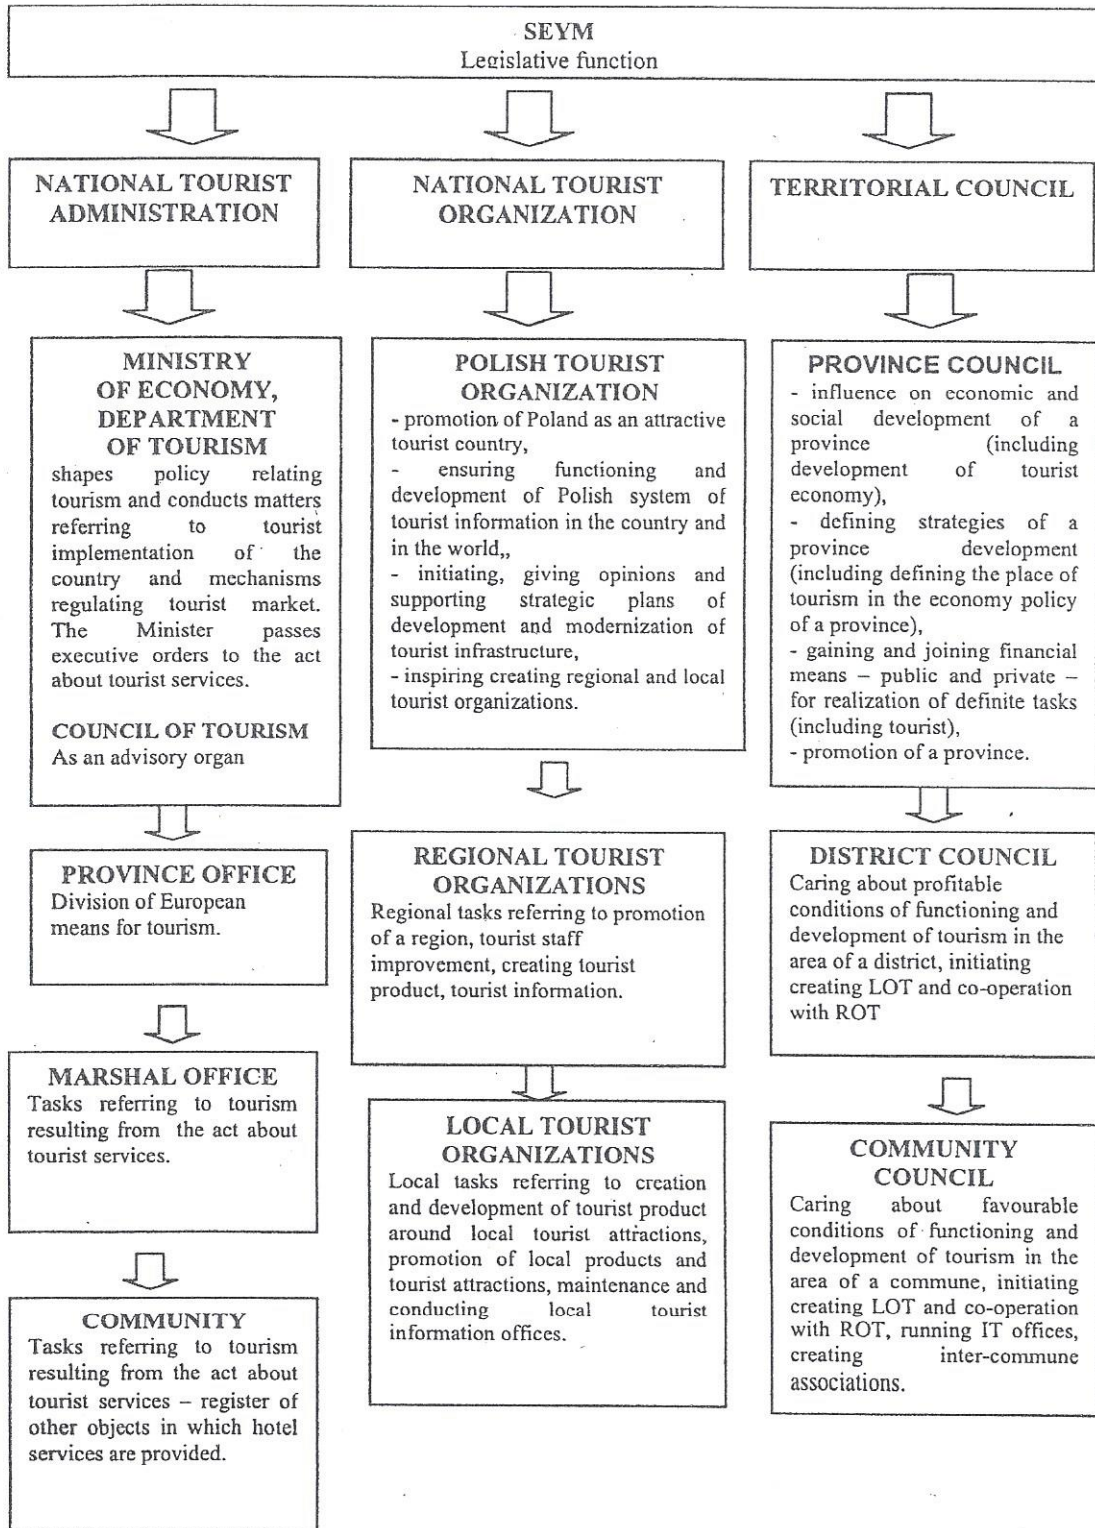 SEYM
Legislative function
NATIONAL TOURIST
ADMINISTRATION
NATIONAL TOURIST
ORGANIZATION
TERRITORIAL COUNCIL
MINISTRY
OF ECONOMY,
DEPARTMENT
OF TOURISM
shapes policy relating
tourism and conducts matters
referring to tourist
implementation of the
country and mechanisms
regulating tourist market.
The Minister passes
executive orders to the act
about tourist services.
COUNCIL OF TOURISM
As an advisory organ
POLISH TOURIST
ORGANIZATION
- promotion of Poland as an attractive
tourist country,
- ensuring functioning and
development of Polish system of
tourist information in the country and
in the world,,
- initiating, giving opinions and
supporting strategic plans of
development and modernization of
tourist infrastructure,
- inspiring creating regional and local
tourist organizations.
PROVINCE COUNCIL
- influence on economic and
social development of a
province (including
development of tourist
economy),
- defining strategies of a
province development
(including defining the place of
tourism in the economy policy
of a province),
- gaining and joining financial
means – public and private –
for realization of definite tasks
(including tourist),
- promotion of a province.
PROVINCE OFFICE
Division of European
means for tourism.
REGIONAL TOURIST
ORGANIZATIONS
Regional tasks referring to promotion
of a region, tourist staff
improvement, creating tourist
product, tourist information.
DISTRICT COUNCIL
Caring about profitable
conditions of functioning and
development of tourism in the
area of a district, initiating
creating LOT and co-operation
with ROT
MARSHAL OFFICE
Tasks referring to tourism
resulting from the act about
tourist services.
LOCAL TOURIST
ORGANIZATIONS
Local tasks referring to creation
and development of tourist product
around local tourist attractions,
promotion of local products and
tourist attractions, maintenance and
conducting local tourist
information offices.
COMMUNITY
COUNCIL
Caring about favourable
conditions of functioning and
development of tourism in the
area of a commune, initiating
creating LOT and co-operation
with ROT, running IT offices,
creating inter-commune
associations.
COMMUNITY
Tasks referring to tourism
resulting from the act about
tourist services – register of
other objects in which hotel
services are provided.